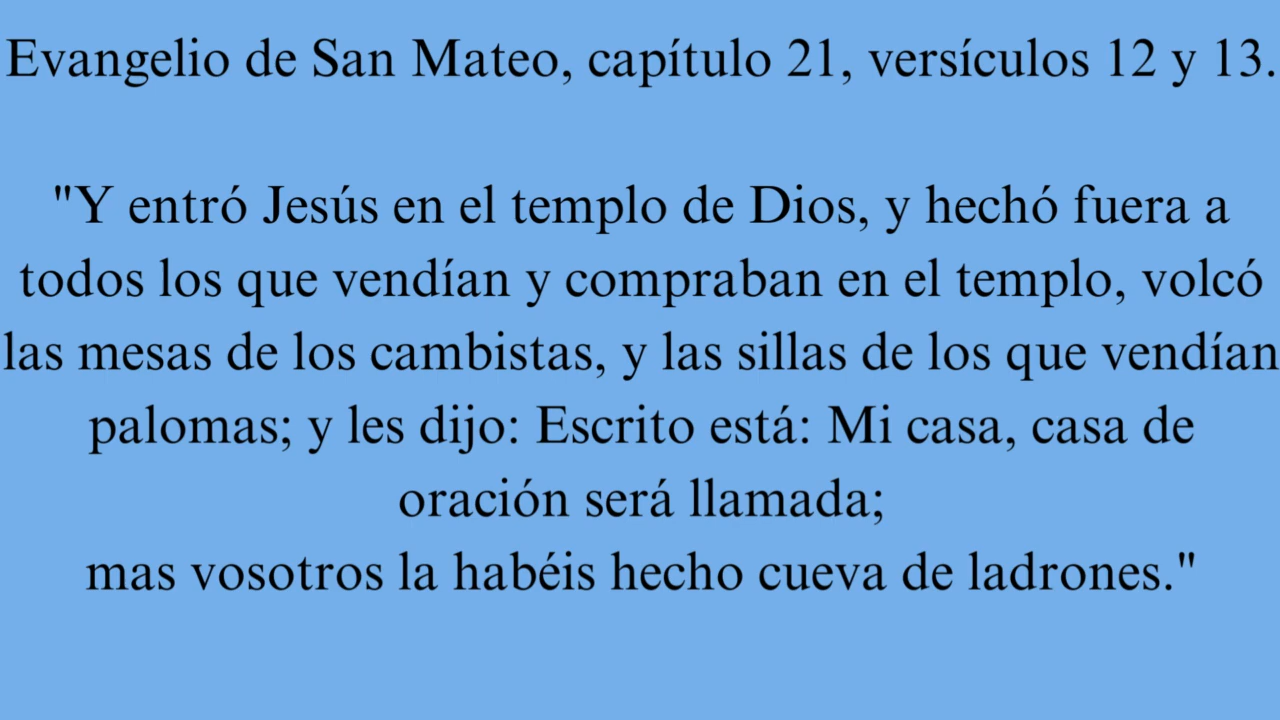 Evangelio de San Mateo, capítulo 21, versículos 12 y 13.
"Y entró Jesús en el templo de Dios, y hechó fuera a
todos los que vendían y compraban en el templo, volcó
las mesas de los cambistas, y las sillas de los que vendían
palomas; y les dijo: Escrito está: Mi casa, casa de
oración será llamada;
mas vosotros la habéis hecho cueva de ladrones."